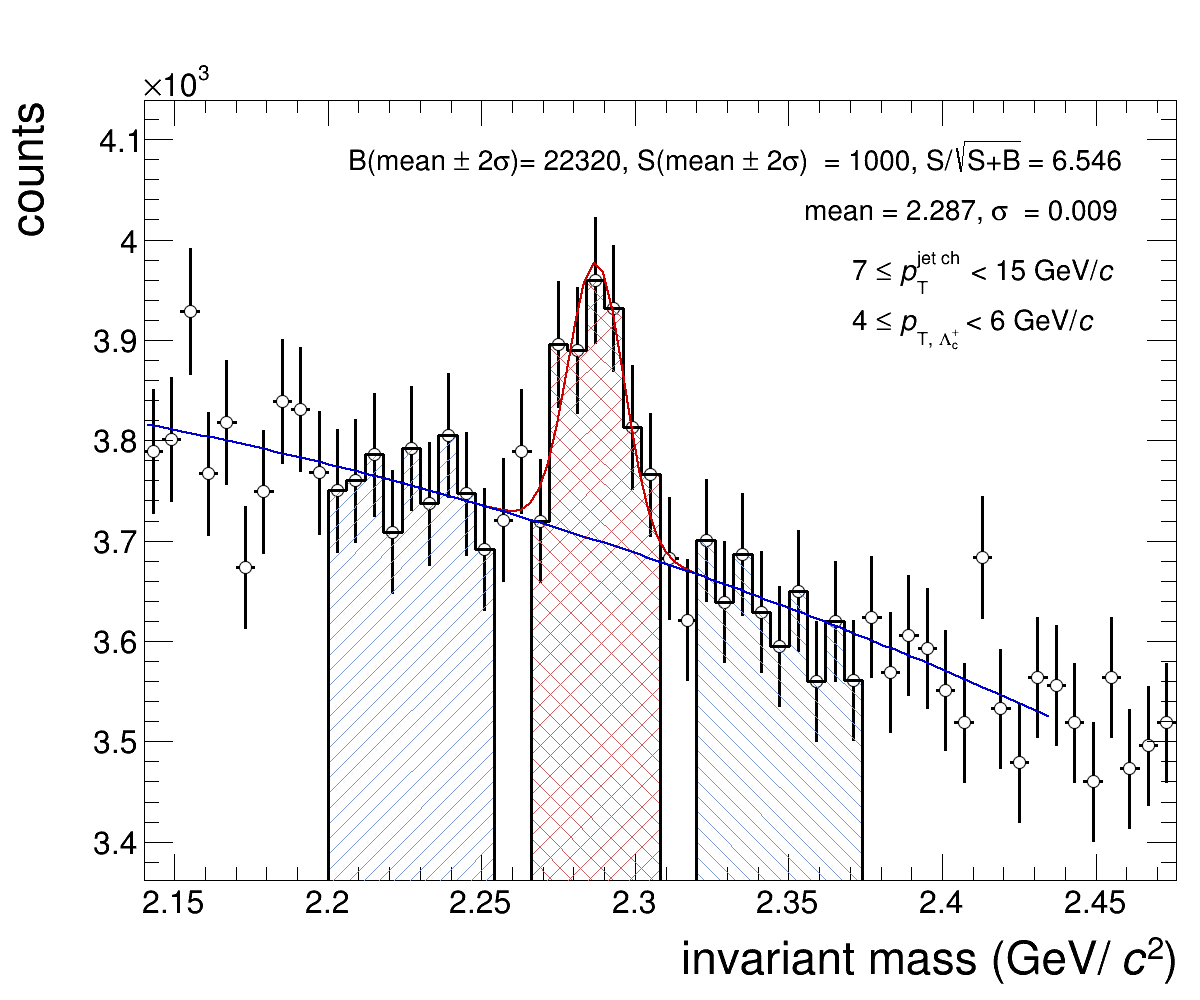 ×10³
counts
B(mean ± 2σ)= 22320, S(mean ± 2σ) = 1000, S/√S+B = 6.546
mean = 2.287, σ = 0.009
7 ≤ p_T^jet ch < 15 GeV/c
4 ≤ p_T, Λ_c^+ < 6 GeV/c
4.1
4
3.9
3.8
3.7
3.6
3.5
3.4
2.15 2.2 2.25 2.3 2.35 2.4 2.45
invariant mass (GeV/ c²)